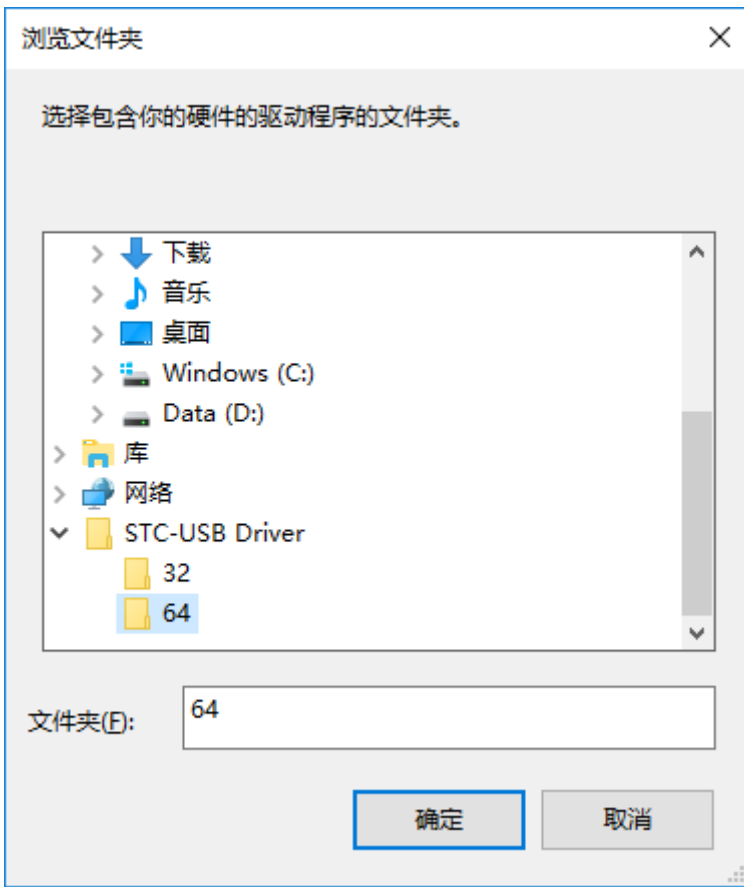 浏览文件夹
选择包含你的硬件的驱动程序的文件夹。
下载
音乐
桌面
Windows (C:)
Data (D:)
库
网络
STC-USB Driver
32
64
文件夹(F): 64
确定 取消